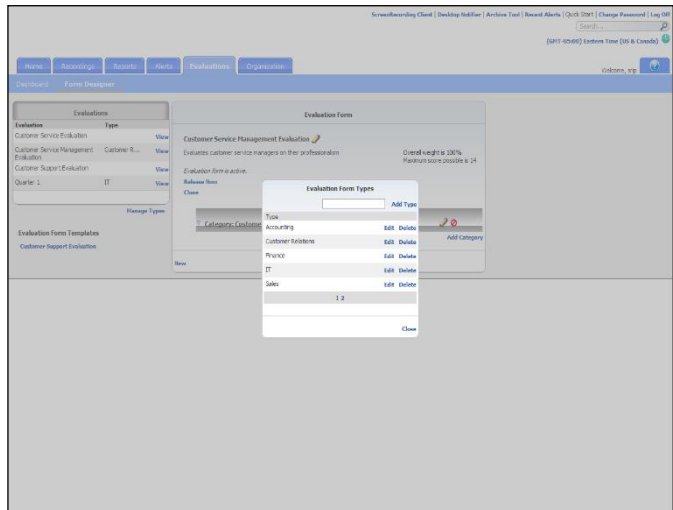 ScreenRecording Client | Desktop Notifier | Archive Tool | Recent Alerts | Quick Start | Change Password | Log Off
Search...
(GMT-05:00) Eastern Time (US & Canada)
Home Recordings Reports Alerts Evaluations Organization
Welcome,
Dashboard Form Designer
Evaluations
Evaluation Type
Customer Service Evaluation View
Customer Service Management Evaluation Customer R... View
Customer Support Evaluation View
Quarter 1 IT View
Manage Types
Evaluation Form Templates
Customer Support Evaluation
Evaluation Form
Customer Service Management Evaluation
Evaluates customer service managers on their professionalism
Overall weight is 100%
Maximum score possible is 14
Evaluation form is active.
Release Now
Clone
Category: Custome
Add Category
New
Evaluation Form Types
Add Type
Type
Accounting Edit Delete
Customer Relations Edit Delete
Finance Edit Delete
IT Edit Delete
Sales Edit Delete
1 2
Close